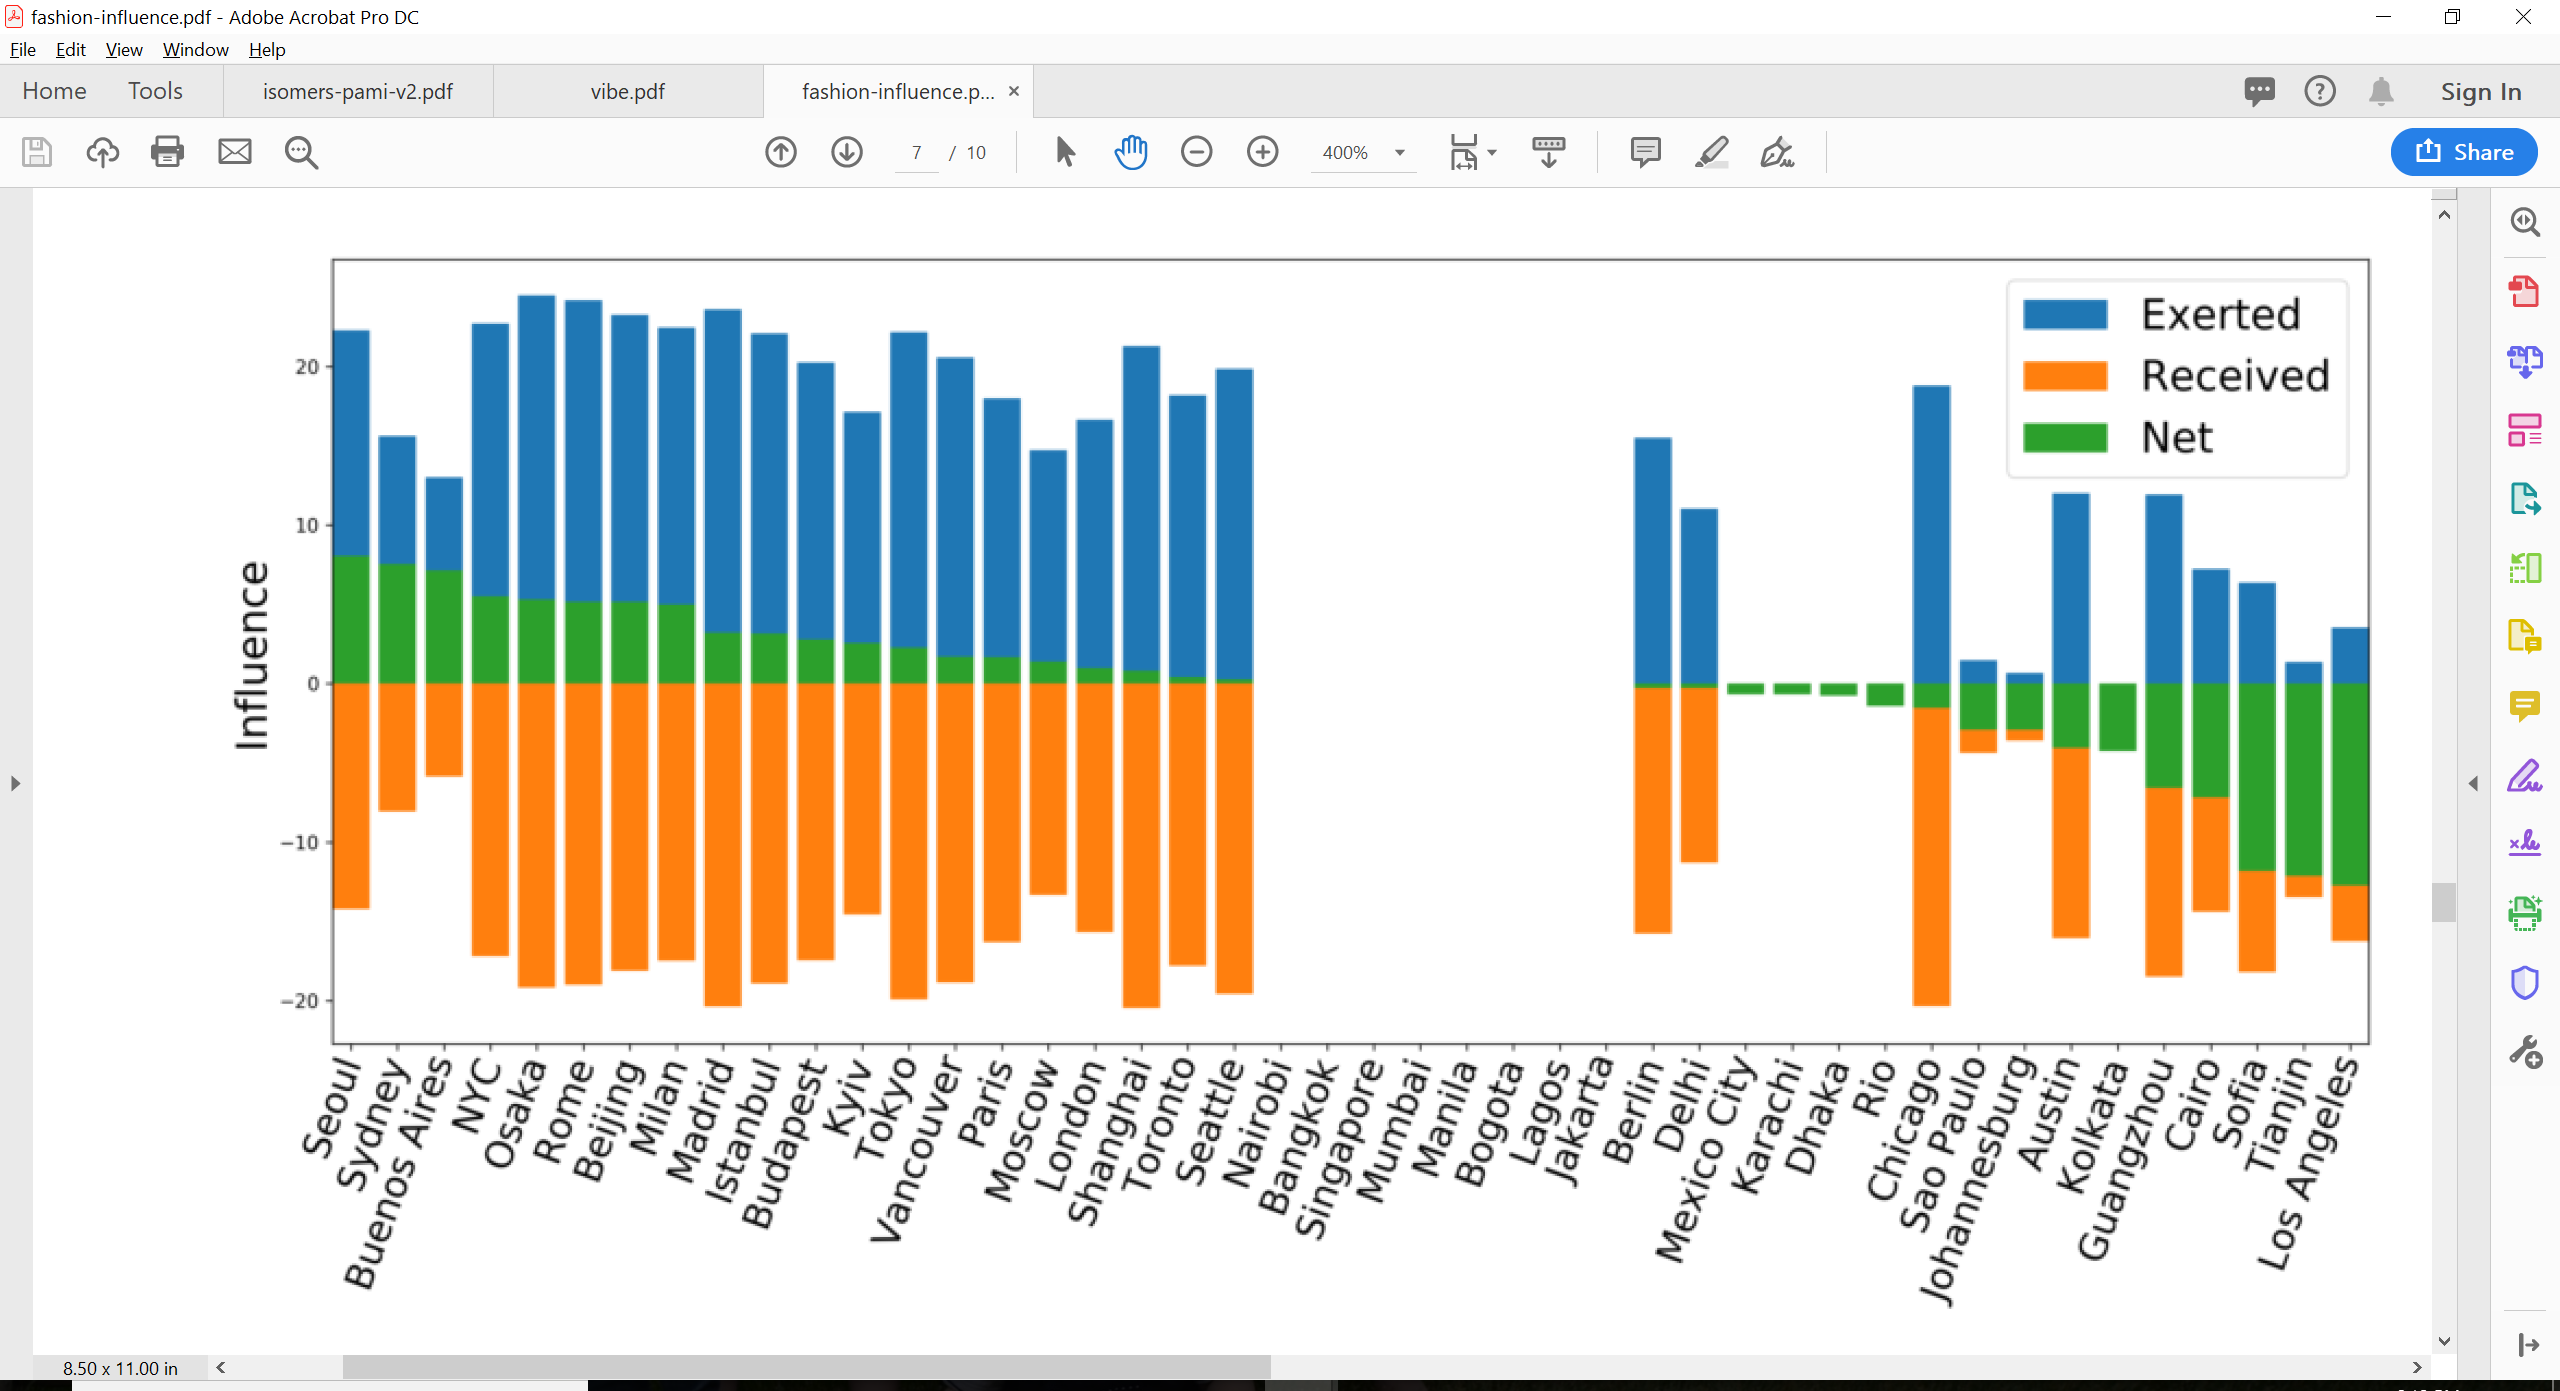 fashion-influence.pdf - Adobe Acrobat Pro DC
File Edit View Window Help
Home Tools isomers-pami-v2.pdf vibe.pdf fashion-influence.p... × Sign In
7 / 10 400% Share
Exerted
Received
Net
20
10
0
−10
−20
Influence
Seoul
Sydney
Buenos Aires
NYC
Osaka
Rome
Beijing
Milan
Madrid
Istanbul
Budapest
Kyiv
Tokyo
Vancouver
Paris
Moscow
London
Shanghai
Toronto
Seattle
Nairobi
Bangkok
Singapore
Mumbai
Manila
Bogota
Lagos
Jakarta
Berlin
Delhi
Mexico City
Karachi
Dhaka
Rio
Chicago
Sao Paulo
Johannesburg
Austin
Kolkata
Guangzhou
Cairo
Sofia
Tianjin
Los Angeles
8.50 x 11.00 in